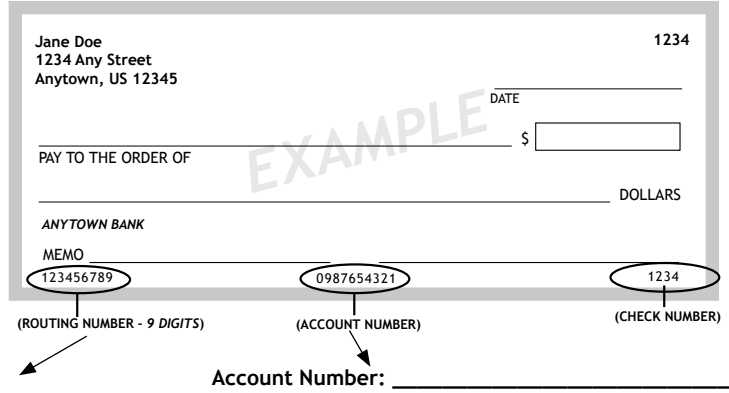 Jane Doe 1234
1234 Any Street
Anytown, US 12345
DATE
EXAMPLE
$
PAY TO THE ORDER OF
DOLLARS
ANYTOWN BANK
MEMO
123456789 0987654321 1234
(ROUTING NUMBER - 9 DIGITS) (ACCOUNT NUMBER) (CHECK NUMBER)
Account Number: